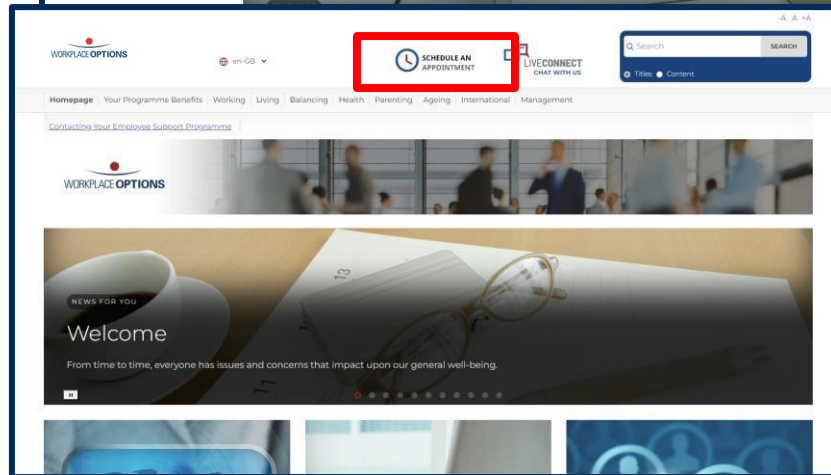 -A A +A
WORKPLACE OPTIONS
en-GB
SCHEDULE AN
APPOINTMENT
LIVECONNECT
CHAT WITH US
Search
SEARCH
Titles Content
Homepage Your Programme Benefits Working Living Balancing Health Parenting Ageing International Management
Contacting Your Employee Support Programme
WORKPLACE OPTIONS
13
NEWS FOR YOU
Welcome
From time to time, everyone has issues and concerns that impact upon our general well-being.
11